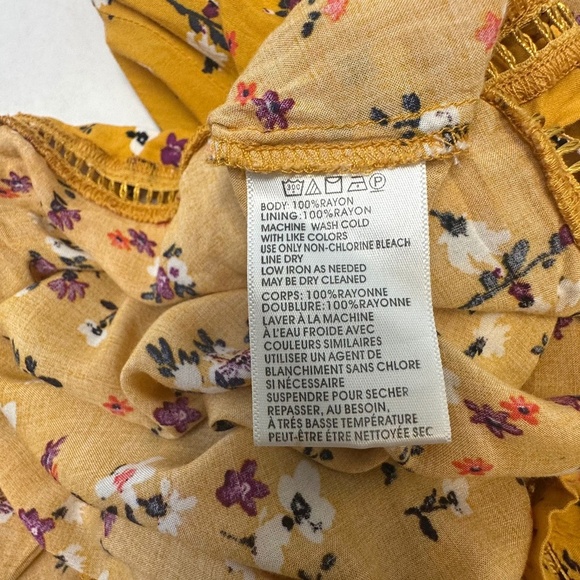 BODY: 100%RAYON
LINING: 100%RAYON
MACHINE WASH COLD
WITH LIKE COLORS
USE ONLY NON-CHLORINE BLEACH
LINE DRY
LOW IRON AS NEEDED
MAY BE DRY CLEANED
CORPS: 100%RAYONNE
DOUBLURE: 100%RAYONNE
LAVER À LA MACHINE
À L'EAU FROIDE AVEC
COULEURS SIMILAIRES
UTILISER UN AGENT DE
BLANCHIMENT SANS CHLORE
SI NÉCESSAIRE
SUSPENDRE POUR SECHER
REPASSER, AU BESOIN,
À TRÉS BASSE TEMPÉRATURE
PEUT-ÊTRE ÊTRE NETTOYÉE SEC